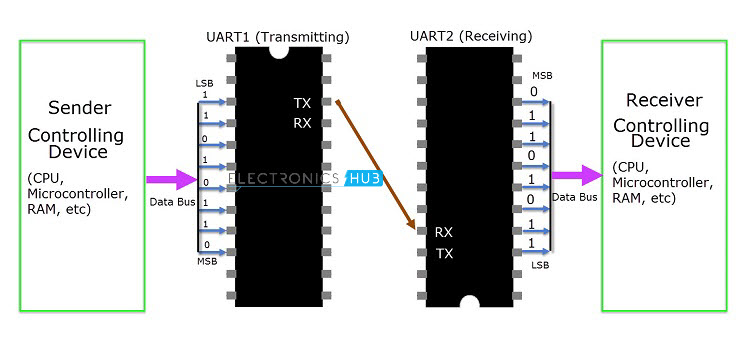 UART1 (Transmitting)
UART2 (Receiving)
Sender
Controlling
Device
(CPU,
Microcontroller,
RAM, etc)
Data Bus
LSB
1
1
0
1
0
1
1
0
MSB
TX
RX
ELECTRONICS HUB
RX
TX
MSB
0
1
1
0
1
0
1
1
LSB
Data Bus
Receiver
Controlling
Device
(CPU,
Microcontroller,
RAM, etc)